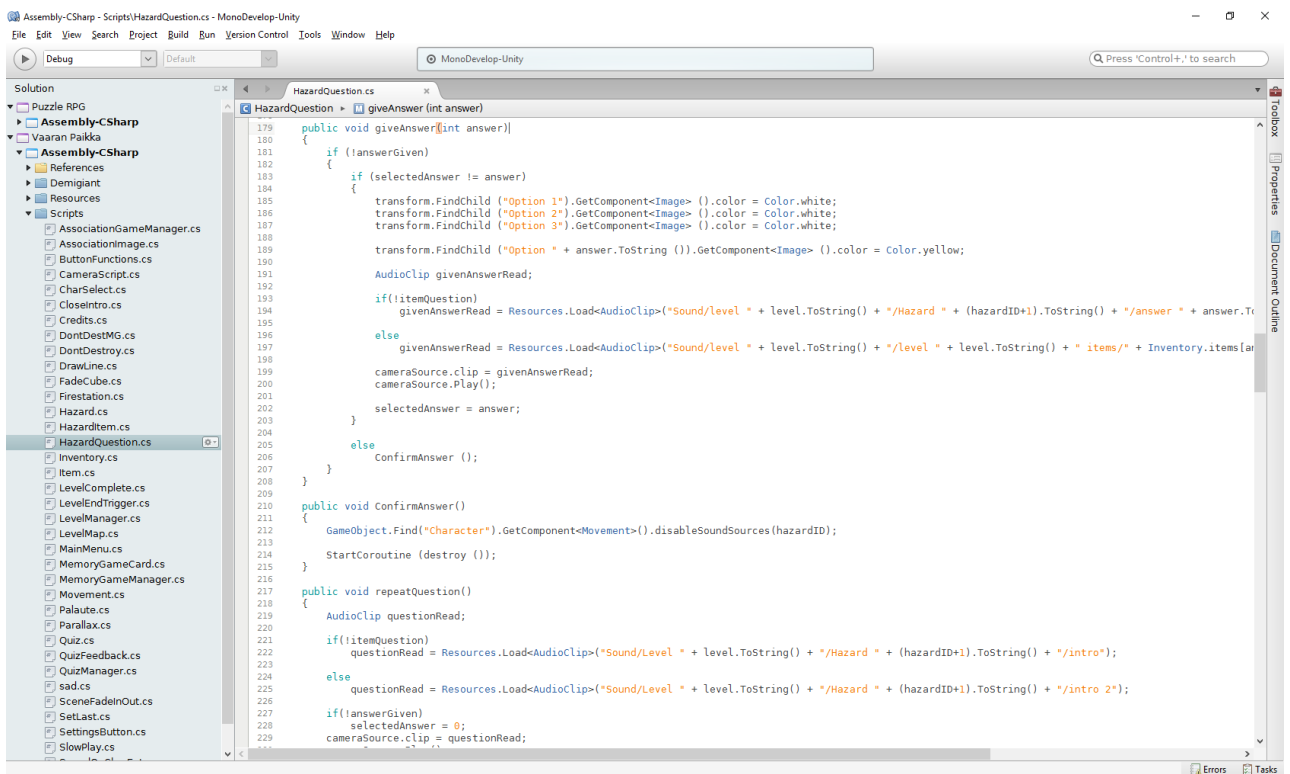 Assembly-CSharp - Scripts\HazardQuestion.cs - MonoDevelop-Unity
File Edit View Search Project Build Run Version Control Tools Window Help
Debug Default MonoDevelop-Unity Press 'Control+,' to search
Solution
Puzzle RPG
Assembly-CSharp
Vaaran Paikka
Assembly-CSharp
References
Demigiant
Resources
Scripts
AssociationGameManager.cs
AssociationImage.cs
ButtonFunctions.cs
CameraScript.cs
CharSelect.cs
CloseIntro.cs
Credits.cs
DontDestMG.cs
DontDestroy.cs
DrawLine.cs
FadeCube.cs
Firestation.cs
Hazard.cs
HazardItem.cs
HazardQuestion.cs
Inventory.cs
Item.cs
LevelComplete.cs
LevelEndTrigger.cs
LevelManager.cs
LevelMap.cs
MainMenu.cs
MemoryGameCard.cs
MemoryGameManager.cs
Movement.cs
Palaute.cs
Parallax.cs
Quiz.cs
QuizFeedback.cs
QuizManager.cs
sad.cs
SceneFadeInOut.cs
SetLast.cs
SettingsButton.cs
SlowPlay.cs
HazardQuestion.cs
HazardQuestion giveAnswer (int answer)
179 public void giveAnswer(int answer)
180 {
181 if (!answerGiven)
182 {
183 if (selectedAnswer != answer)
184 {
185 transform.FindChild ("Option 1").GetComponent<Image> ().color = Color.white;
186 transform.FindChild ("Option 2").GetComponent<Image> ().color = Color.white;
187 transform.FindChild ("Option 3").GetComponent<Image> ().color = Color.white;
188
189 transform.FindChild ("Option " + answer.ToString ()).GetComponent<Image> ().color = Color.yellow;
190
191 AudioClip givenAnswerRead;
192
193 if(!itemQuestion)
194 givenAnswerRead = Resources.Load<AudioClip>("Sound/level " + level.ToString() + "/Hazard " + (hazardID+1).ToString() + "/answer " + answer.To
195
196 else
197 givenAnswerRead = Resources.Load<AudioClip>("Sound/level " + level.ToString() + "/level " + level.ToString() + " items/" + Inventory.items[an
198
199 cameraSource.clip = givenAnswerRead;
200 cameraSource.Play();
201
202 selectedAnswer = answer;
203 }
204
205 else
206 ConfirmAnswer ();
207 }
208 }
209
210 public void ConfirmAnswer()
211 {
212 GameObject.Find("Character").GetComponent<Movement>().disableSoundSources(hazardID);
213
214 StartCoroutine (destroy ());
215 }
216
217 public void repeatQuestion()
218 {
219 AudioClip questionRead;
220
221 if(!itemQuestion)
222 questionRead = Resources.Load<AudioClip>("Sound/Level " + level.ToString() + "/Hazard " + (hazardID+1).ToString() + "/intro");
223
224 else
225 questionRead = Resources.Load<AudioClip>("Sound/Level " + level.ToString() + "/Hazard " + (hazardID+1).ToString() + "/intro 2");
226
227 if(!answerGiven)
228 selectedAnswer = 0;
229 cameraSource.clip = questionRead;
Toolbox
Properties
Document Outline
Errors Tasks